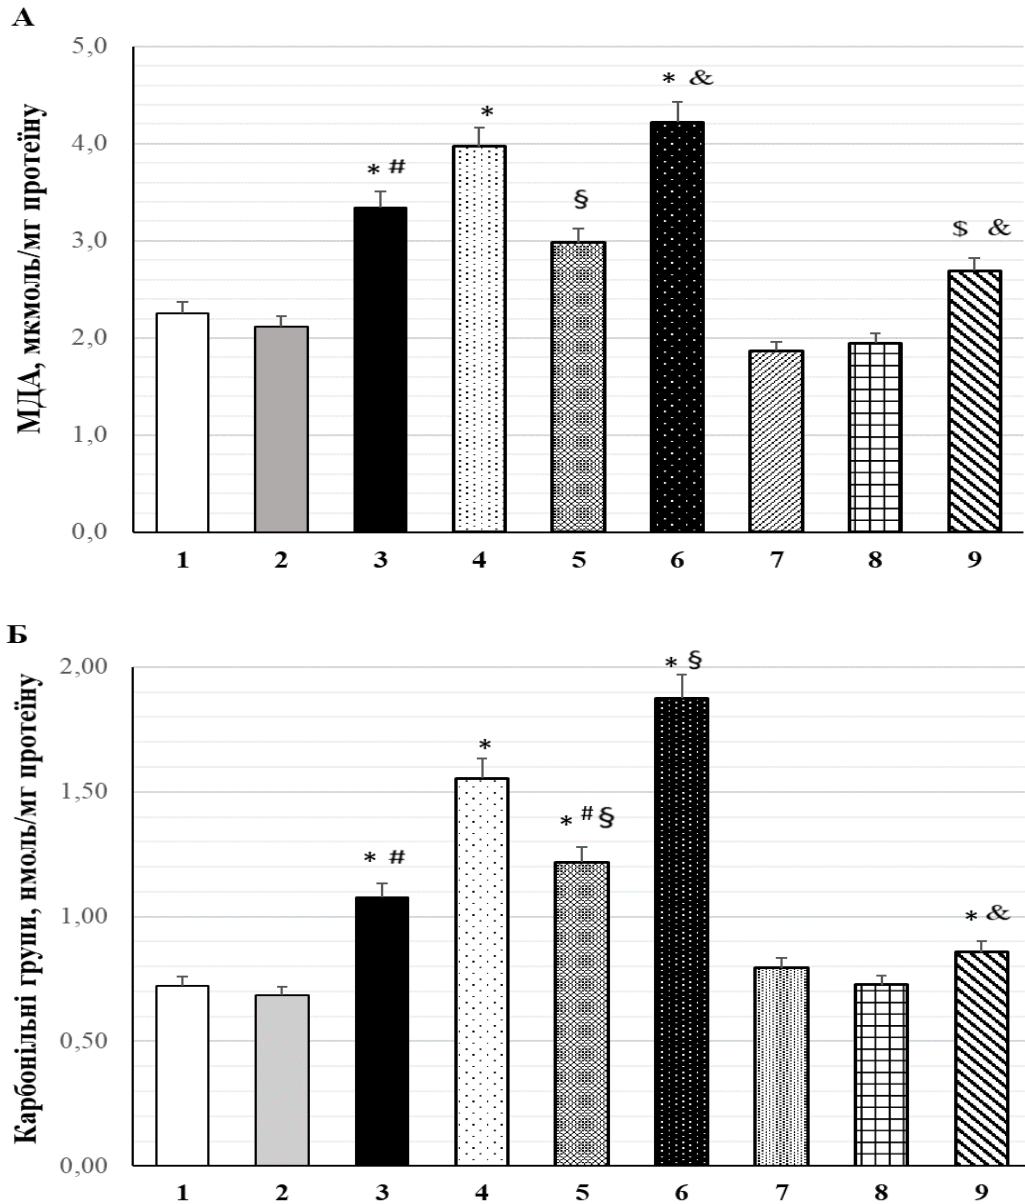 А
МДА, мкмоль/мг протеїну
5,0
4,0
3,0
2,0
1,0
0,0
* #
*
§
* &
$ &
1 2 3 4 5 6 7 8 9
Б
Карбонільні групи, нмоль/мг протеїну
2,00
1,50
1,00
0,50
0,00
* #
*
* # §
* §
* &
1 2 3 4 5 6 7 8 9